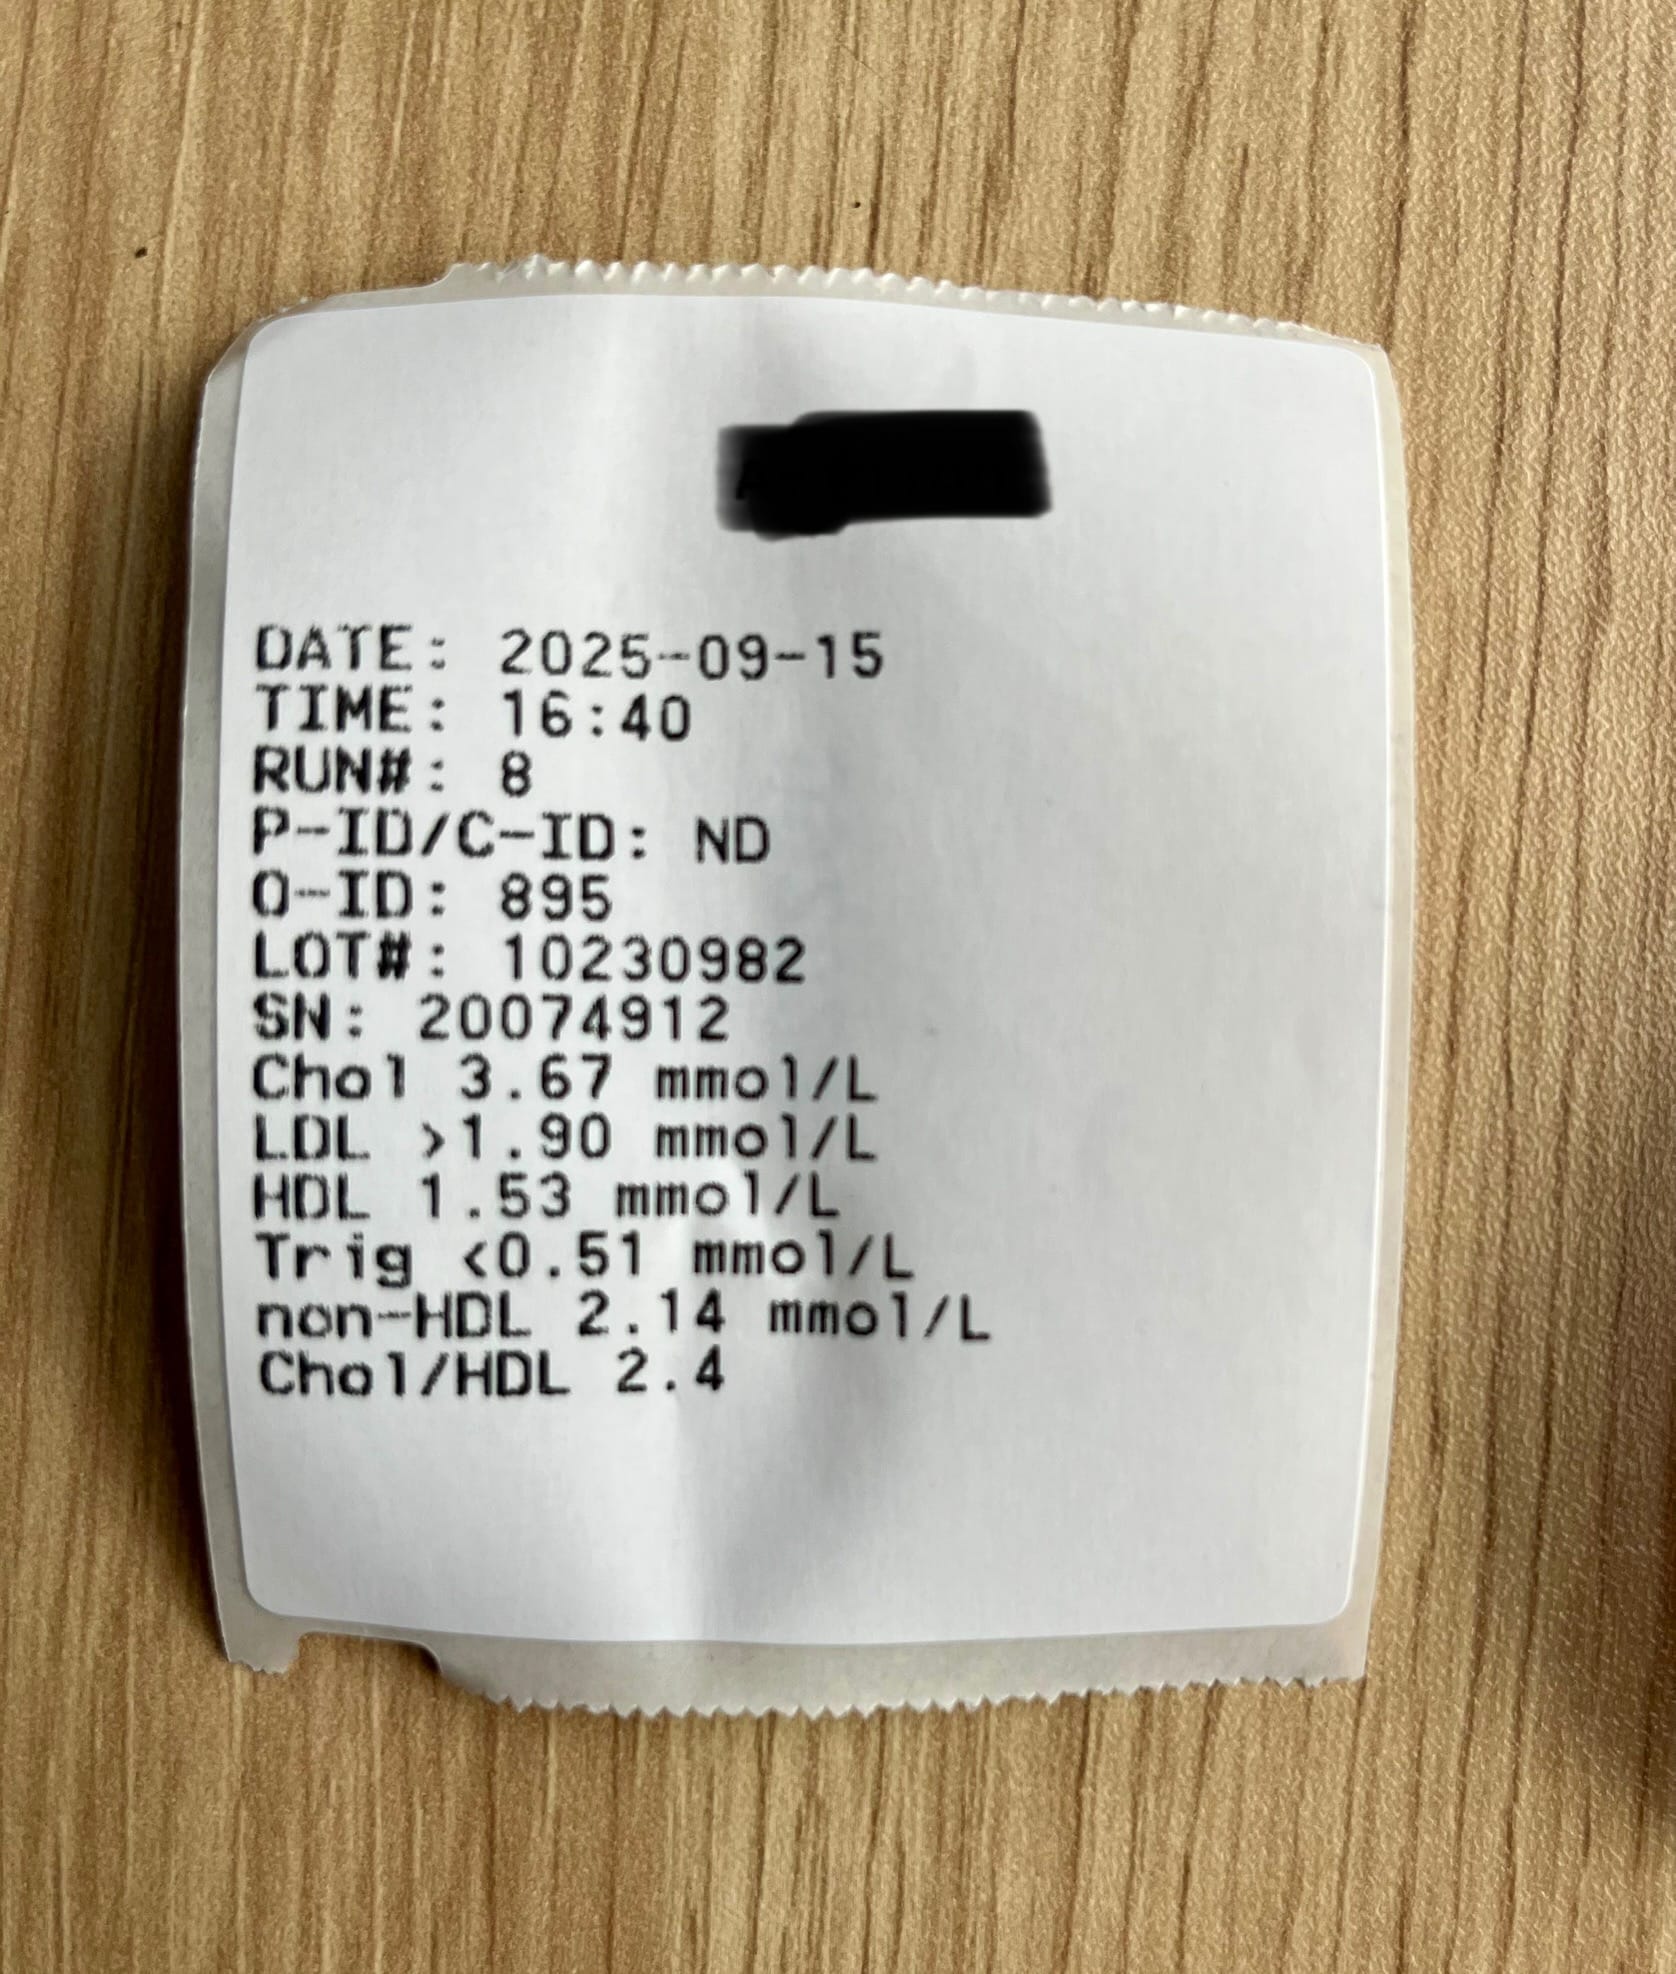 DATE: 2025-09-15
TIME: 16:40
RUN#: 8
P-ID/C-ID: ND
O-ID: 895
LOT#: 10230982
SN: 20074912
Chol 3.67 mmol/L
LDL >1.90 mmol/L
HDL 1.53 mmol/L
Trig <0.51 mmol/L
non-HDL 2.14 mmol/L
Chol/HDL 2.4